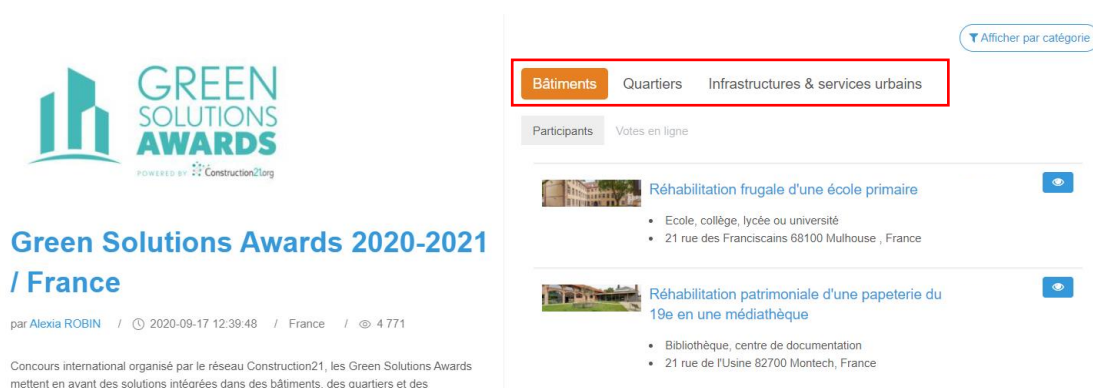 GREEN
SOLUTIONS
AWARDS
POWERED BY Construction21.org
Green Solutions Awards 2020-2021
/ France
par Alexia ROBIN / 2020-09-17 12:39:48 / France / 4 771
Concours international organisé par le réseau Construction21, les Green Solutions Awards
mettent en avant des solutions intégrées dans des bâtiments, des quartiers et des
Afficher par catégorie
Bâtiments Quartiers Infrastructures & services urbains
Participants Votes en ligne
Réhabilitation frugale d'une école primaire
• Ecole, collège, lycée ou université
• 21 rue des Franciscains 68100 Mulhouse , France
Réhabilitation patrimoniale d'une papeterie du
19e en une médiathèque
• Bibliothèque, centre de documentation
• 21 rue de l'Usine 82700 Montech, France